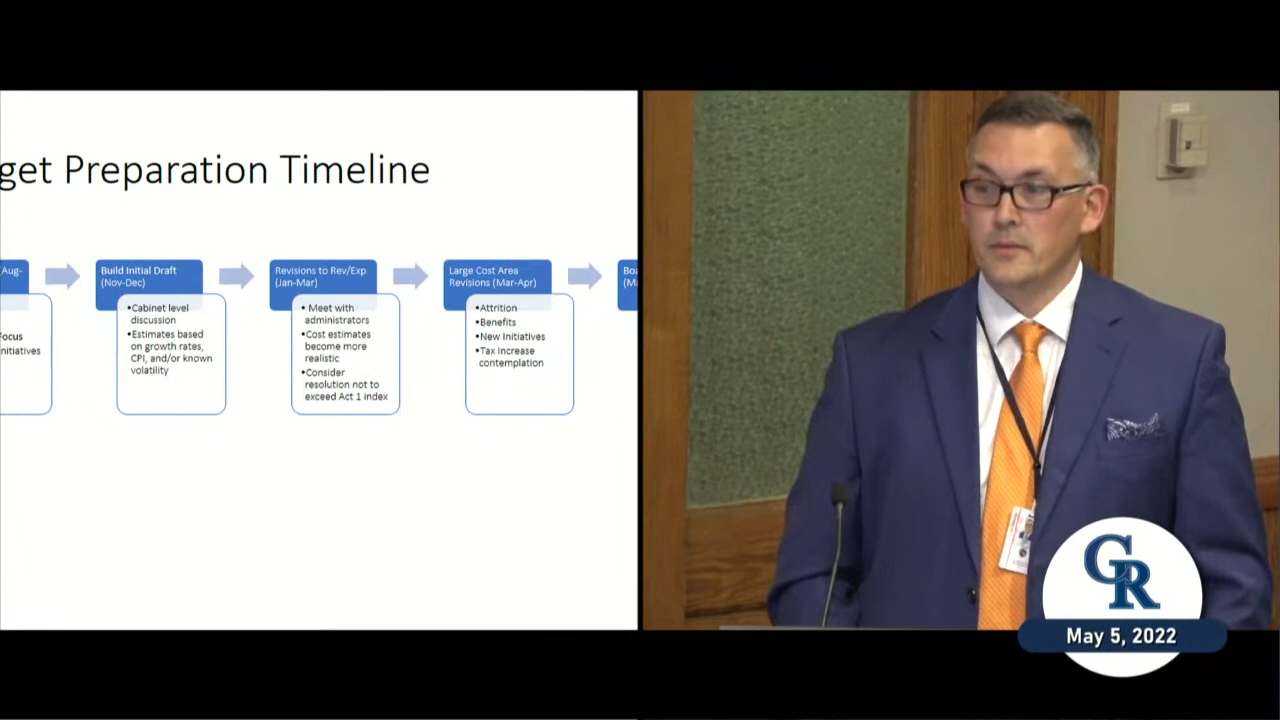 get Preparation Timeline
(Aug-
Focus
nitiatives
Build Initial Draft
(Nov-Dec)
•Cabinet level
discussion
•Estimates based
on growth rates,
CPI, and/or known
volatility
Revisions to Rev/Exp
(Jan-Mar)
• Meet with
administrators
•Cost estimates
become more
realistic
•Consider
resolution not to
exceed Act 1 index
Large Cost Area
Revisions (Mar-Apr)
•Attrition
•Benefits
•New Initiatives
•Tax Increase
contemplation
Boa
(Ma
GR
May 5, 2022